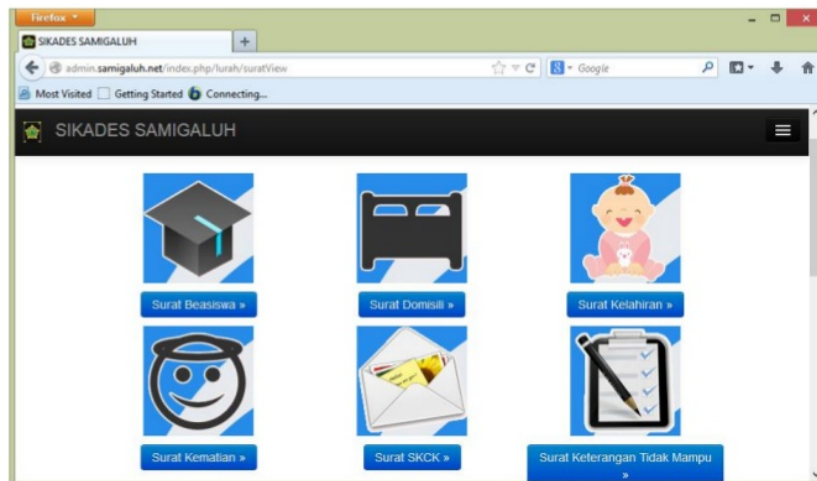 Firefox
SIKADES SAMIGALUH
admin.samigaluh.net/index.php/lurah/suratView
Google
Most Visited Getting Started Connecting...
SIKADES SAMIGALUH
Surat Beasiswa »
Surat Domisili »
Surat Kelahiran »
Surat Kematian »
Surat SKCK »
Surat Keterangan Tidak Mampu
»